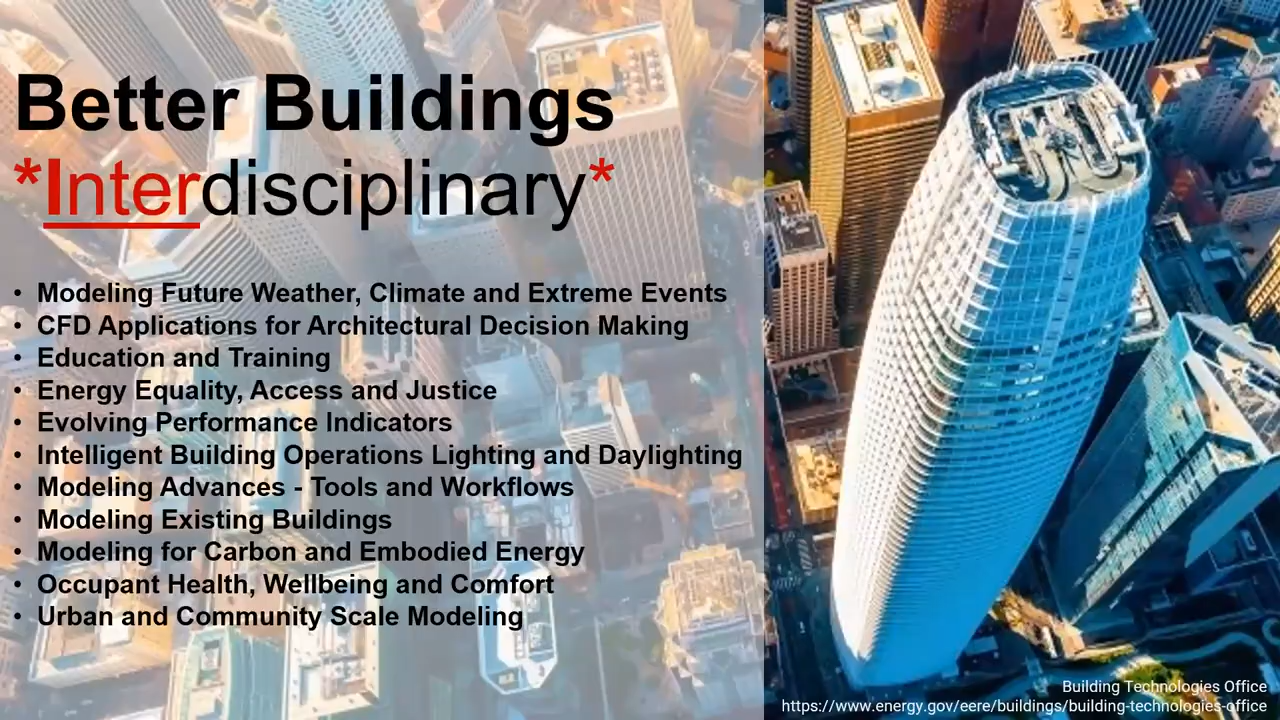 Better Buildings
*Interdisciplinary*
• Modeling Future Weather, Climate and Extreme Events
• CFD Applications for Architectural Decision Making
• Education and Training
• Energy Equality, Access and Justice
• Evolving Performance Indicators
• Intelligent Building Operations Lighting and Daylighting
• Modeling Advances - Tools and Workflows
• Modeling Existing Buildings
• Modeling for Carbon and Embodied Energy
• Occupant Health, Wellbeing and Comfort
• Urban and Community Scale Modeling
Building Technologies Office
https://www.energy.gov/eere/buildings/building-technologies-office